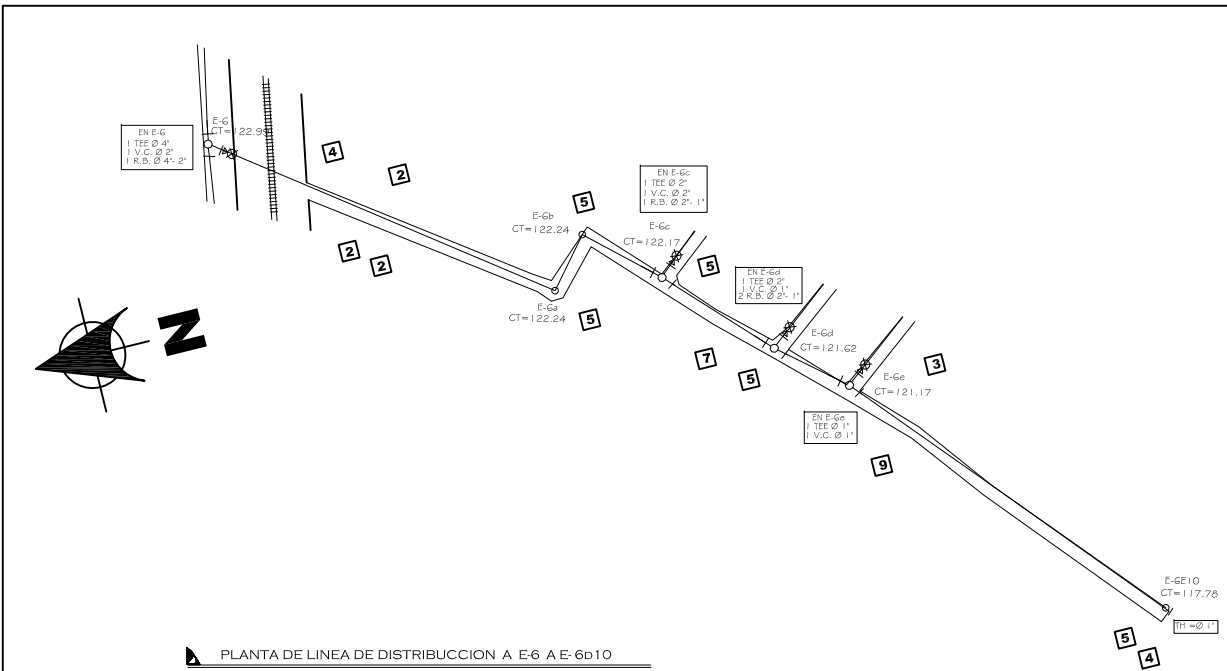 E-6
CT=122.99
EN E-6
1 TEE Ø 4"
1 V.C. Ø 2"
1 R.B. Ø 4"- 2"
4
2
2
2
E-6b
CT=122.24
5
EN E-6c
1 TEE Ø 2"
1 V.C. Ø 2"
1 R.B. Ø 2"- 1"
E-6c
CT=122.17
5
E-6a
CT=122.24
5
EN E-6d
1 TEE Ø 2"
1 V.C. Ø 1"
2 R.B. Ø 2"- 1"
E-6d
CT=121.62
7
5
E-6e
CT=121.17
3
EN E-6e
1 TEE Ø 1"
1 V.C. Ø 1"
9
N
E-6E10
CT=117.78
TH =Ø 1"
5
4
PLANTA DE LINEA DE DISTRIBUCCION A E-6 A E- 6D10